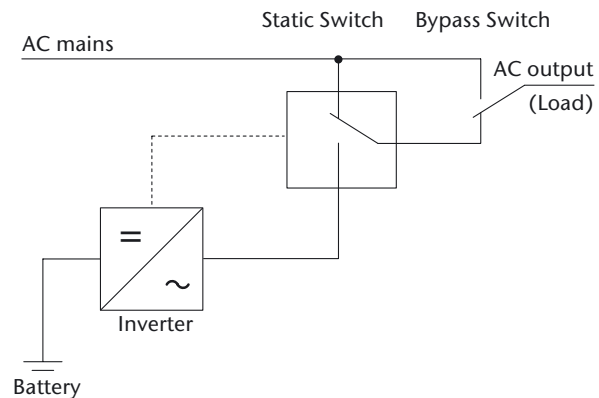 Static Switch
Bypass Switch
AC mains
AC output
(Load)
Inverter
Battery